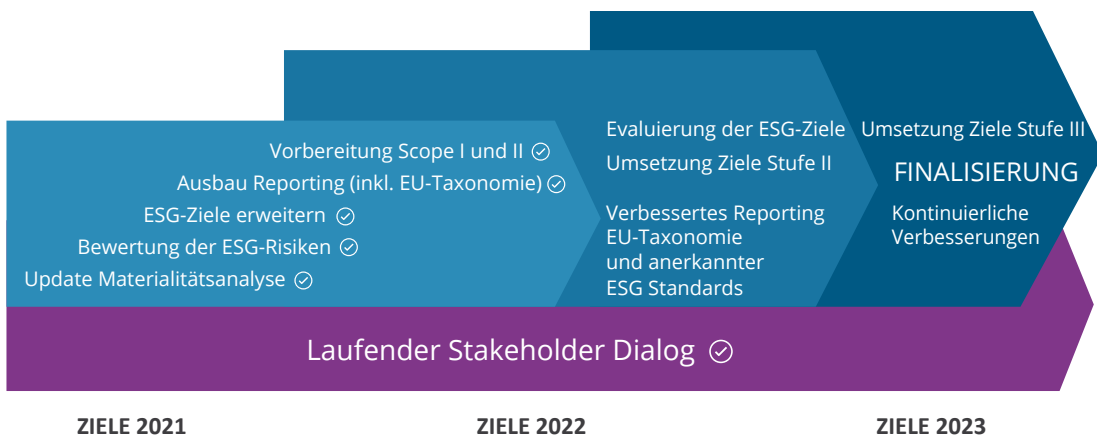 Vorbereitung Scope I und II
Ausbau Reporting (inkl. EU-Taxonomie)
ESG-Ziele erweitern
Bewertung der ESG-Risiken
Update Materialitätsanalyse
Evaluierung der ESG-Ziele
Umsetzung Ziele Stufe II
Verbessertes Reporting
EU-Taxonomie
und anerkannter
ESG Standards
Umsetzung Ziele Stufe III
FINALISIERUNG
Kontinuierliche
Verbesserungen
Laufender Stakeholder Dialog
ZIELE 2021
ZIELE 2022
ZIELE 2023